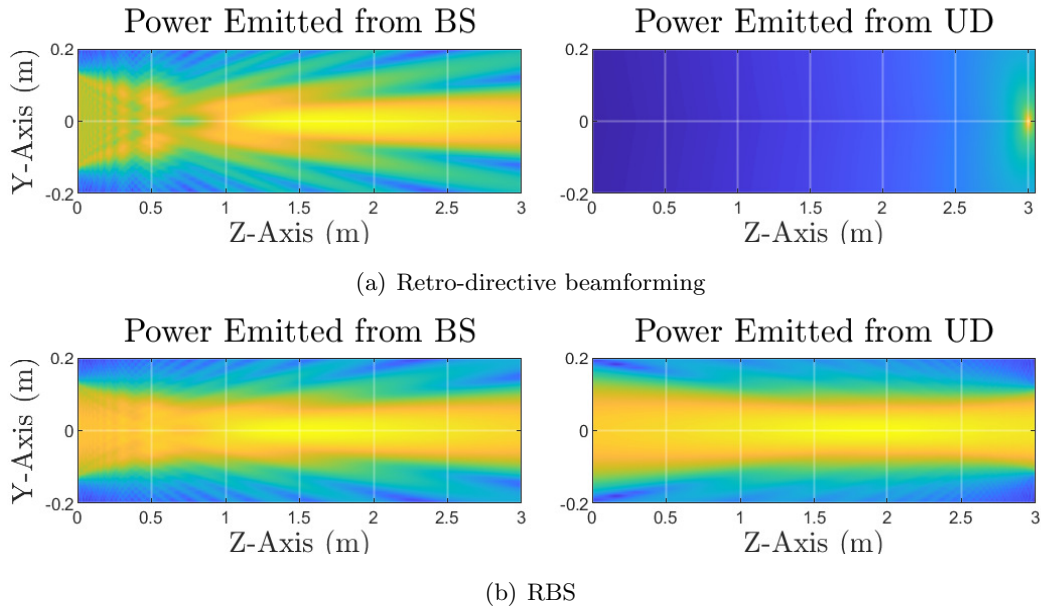 Power Emitted from BS Power Emitted from UD
Y-Axis (m)
0.2
0
-0.2
0 0.5 1 1.5 2 2.5 3
Z-Axis (m)
0.2
0
-0.2
0 0.5 1 1.5 2 2.5 3
Z-Axis (m)
(a) Retro-directive beamforming
Power Emitted from BS Power Emitted from UD
Y-Axis (m)
0.2
0
-0.2
0 0.5 1 1.5 2 2.5 3
Z-Axis (m)
0.2
0
-0.2
0 0.5 1 1.5 2 2.5 3
Z-Axis (m)
(b) RBS